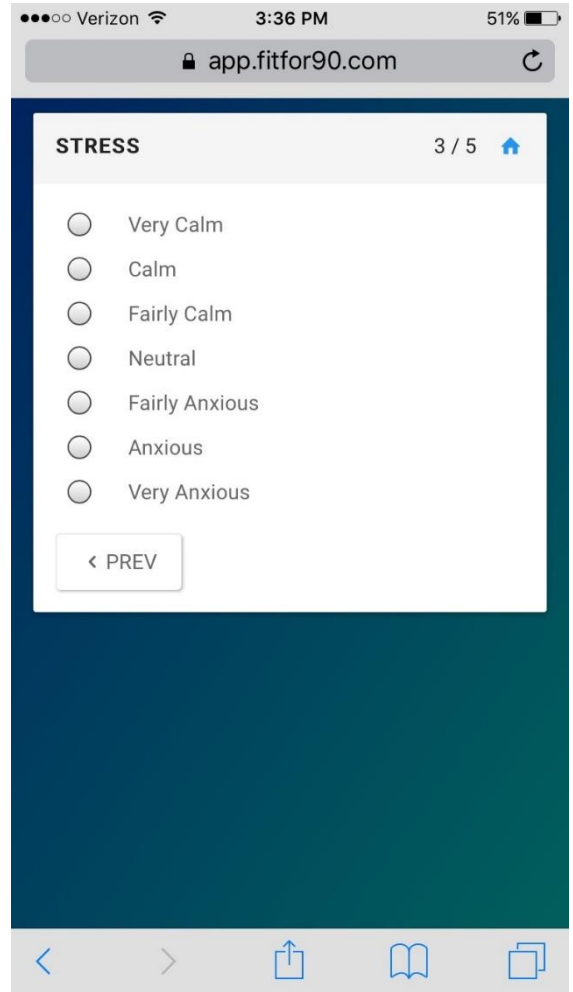 Verizon 3:36 PM 51%
app.fitfor90.com
STRESS 3 / 5
Very Calm
Calm
Fairly Calm
Neutral
Fairly Anxious
Anxious
Very Anxious
< PREV